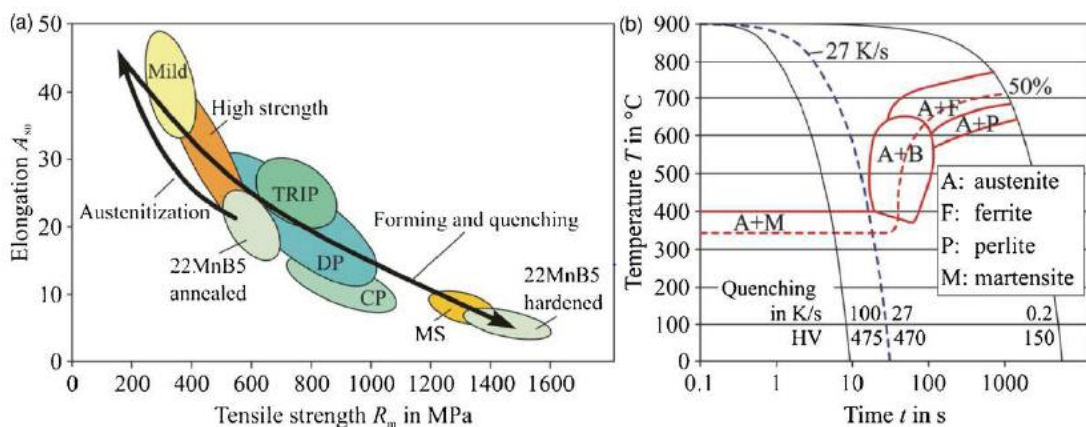 (a)
50
40
30
20
10
0
Elongation A₈₀
0 200 400 600 800 1000 1200 1400 1600
Tensile strength Rₘ in MPa
Mild
High strength
Austenitization
TRIP
Forming and quenching
22MnB5
annealed
DP
CP
MS
22MnB5
hardened
(b)
900
800
700
600
500
400
300
200
100
0
Temperature T in °C
27 K/s
50%
A+F
A+P
A+B
A+M
A: austenite
F: ferrite
P: perlite
M: martensite
Quenching
in K/s 100 27 0.2
HV 475 470 150
0.1 1 10 100 1000
Time t in s